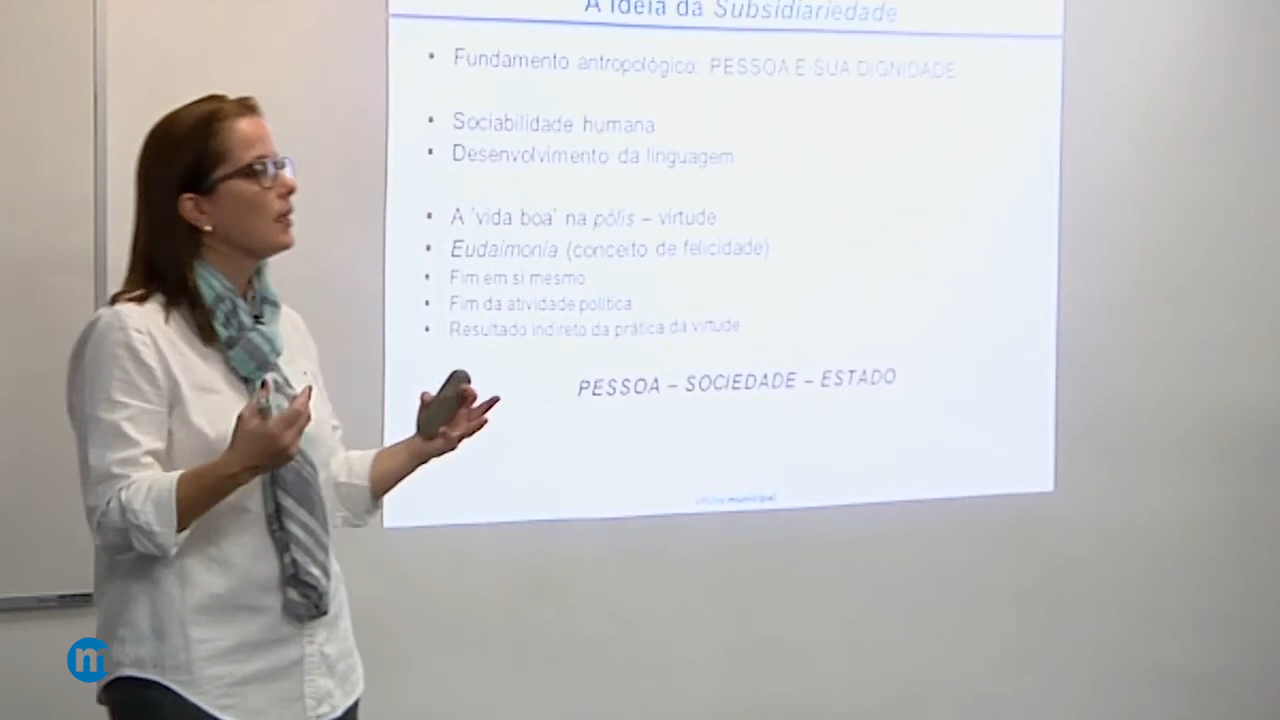 A Ideia da Subsidiariedade
• Fundamento antropológico: PESSOA E SUA DIGNIDADE
• Sociabilidade humana
• Desenvolvimento da linguagem
• A 'vida boa' na pólis – virtude
• Eudaimonia (conceito de felicidade)
• Fim em si mesmo
• Fim da atividade política
• Resultado indireto da prática da virtude
PESSOA – SOCIEDADE – ESTADO
oficina municipal
m